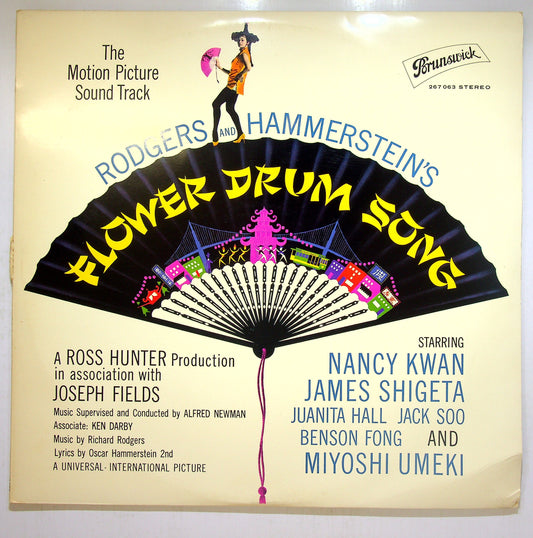 The
Motion Picture
Sound Track
Brunswick
267063 STEREO
RODGERS AND HAMMERSTEIN'S
FLOWER DRUM SONG
A ROSS HUNTER Production
in association with
JOSEPH FIELDS
Music Supervised and Conducted by ALFRED NEWMAN
Associate: KEN DARBY
Music by Richard Rodgers
Lyrics by Oscar Hammerstein 2nd
A UNIVERSAL-INTERNATIONAL PICTURE
STARRING
NANCY KWAN
JAMES SHIGETA
JUANITA HALL JACK SOO
BENSON FONG AND
MIYOSHI UMEKI